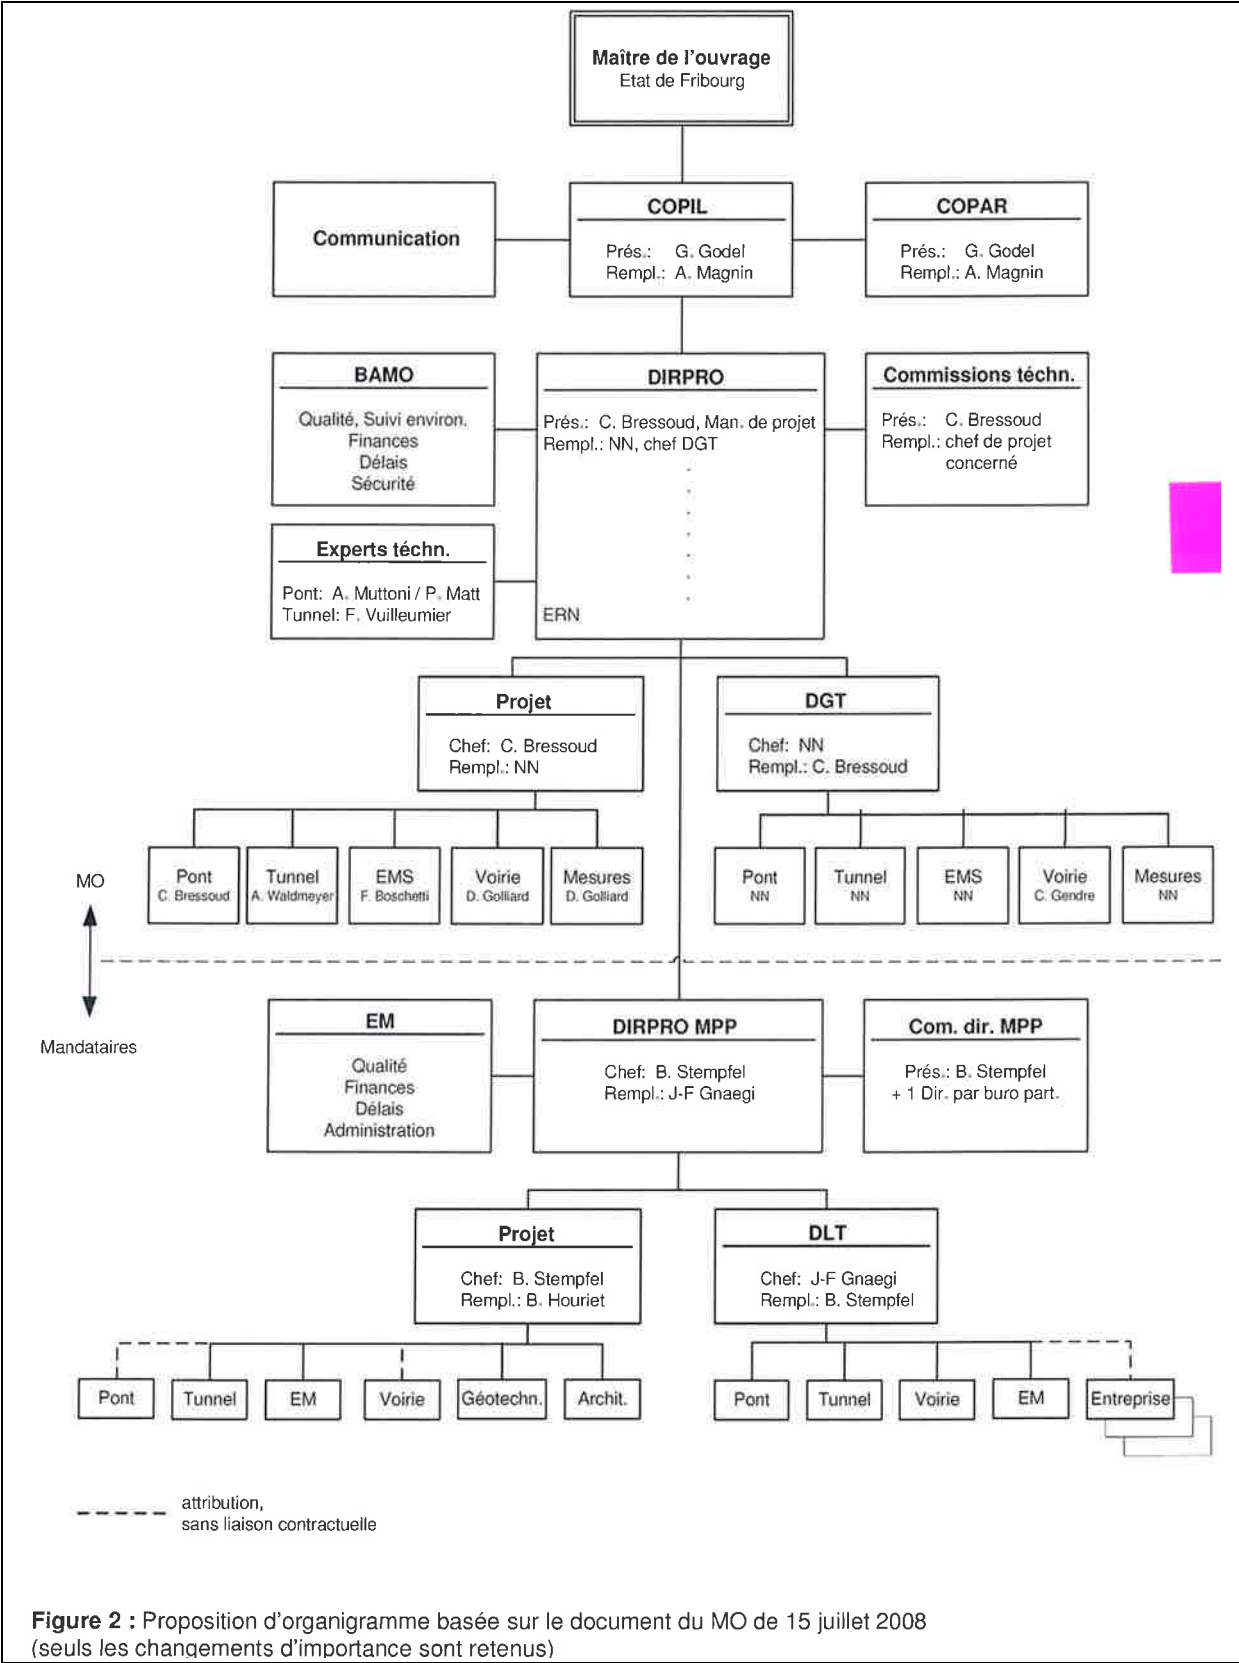 Maître de l'ouvrage
Etat de Fribourg
Communication
COPIL
Prés.: G. Godel
Rempl.: A. Magnin
COPAR
Prés.: G. Godel
Rempl.: A. Magnin
BAMO
Qualité, Suivi environ.
Finances
Délais
Sécurité
DIRPRO
Prés.: C. Bressoud, Man. de projet
Rempl.: NN, chef DGT
ERN
Commissions téchn.
Prés.: C. Bressoud
Rempl.: chef de projet
concerné
Experts téchn.
Pont: A. Muttoni / P. Matt
Tunnel: F. Vuilleumier
Projet
Chef: C. Bressoud
Rempl.: NN
DGT
Chef: NN
Rempl.: C. Bressoud
Pont
C. Bressoud
Tunnel
A. Waldmeyer
EMS
F. Boschetti
Voirie
D. Golliard
Mesures
D. Golliard
Pont
NN
Tunnel
NN
EMS
NN
Voirie
C. Gendre
Mesures
NN
MO
Mandataires
EM
Qualité
Finances
Délais
Administration
DIRPRO MPP
Chef: B. Stempfel
Rempl.: J-F Gnaegi
Com. dir. MPP
Prés.: B. Stempfel
+ 1 Dir. par buro part.
Projet
Chef: B. Stempfel
Rempl.: B. Houriet
DLT
Chef: J-F Gnaegi
Rempl.: B. Stempfel
Pont
Tunnel
EM
Voirie
Géotechn.
Archit.
Pont
Tunnel
Voirie
EM
Entreprise
attribution,
sans liaison contractuelle
Figure 2 : Proposition d'organigramme basée sur le document du MO de 15 juillet 2008
(seuls les changements d'importance sont retenus)